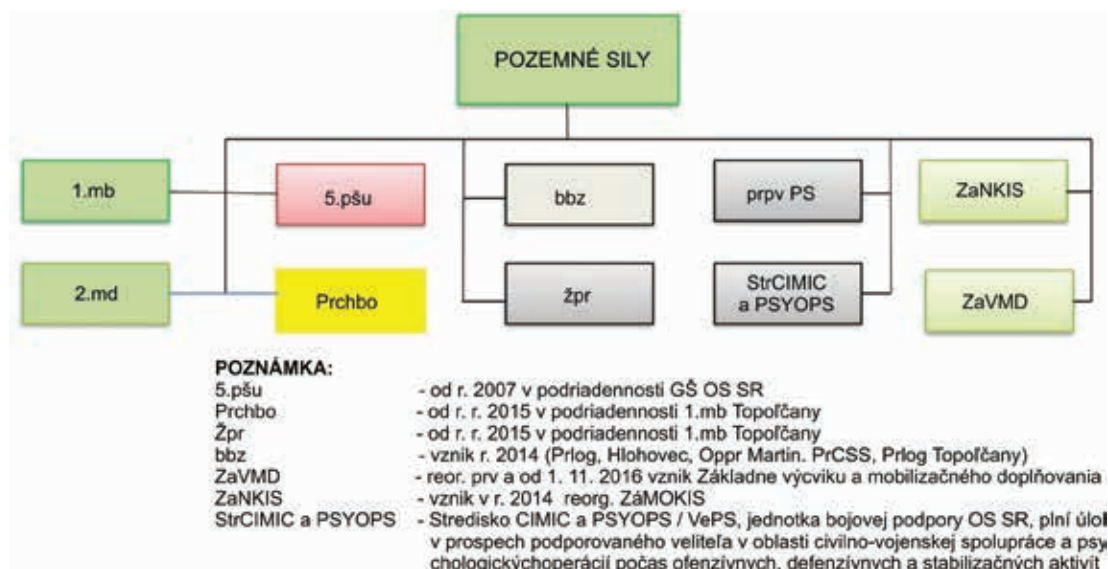 POZEMNÉ SILY
1.mb
5.pšu
bbz
prpv PS
ZaNKIS
2.md
Prchbo
žpr
StrCIMIC
a PSYOPS
ZaVMD
POZNÁMKA:
5.pšu - od r. 2007 v podriadennosti GŠ OS SR
Prchbo - od r. r. 2015 v podriadennosti 1.mb Topoľčany
Žpr - od r. r. 2015 v podriadennosti 1.mb Topoľčany
bbz - vznik r. 2014 (Prlog, Hlohovec, Oppr Martin. PrCSS, Prlog Topoľčany)
ZaVMD - reor. prv a od 1. 11. 2016 vznik Základne výcviku a mobilizačného doplňovania
ZaNKIS - vznik v r. 2014 reorg. ZáMOKIS
StrCIMIC a PSYOPS - Stredisko CIMIC a PSYOPS / VePS, jednotka bojovej podpory OS SR, plní úlo
v prospech podporovaného veliteľa v oblasti civilno-vojenskej spolupráce a psy
chologickýchoperácií počas ofenzívnych, defenzívnych a stabilizačných aktivít